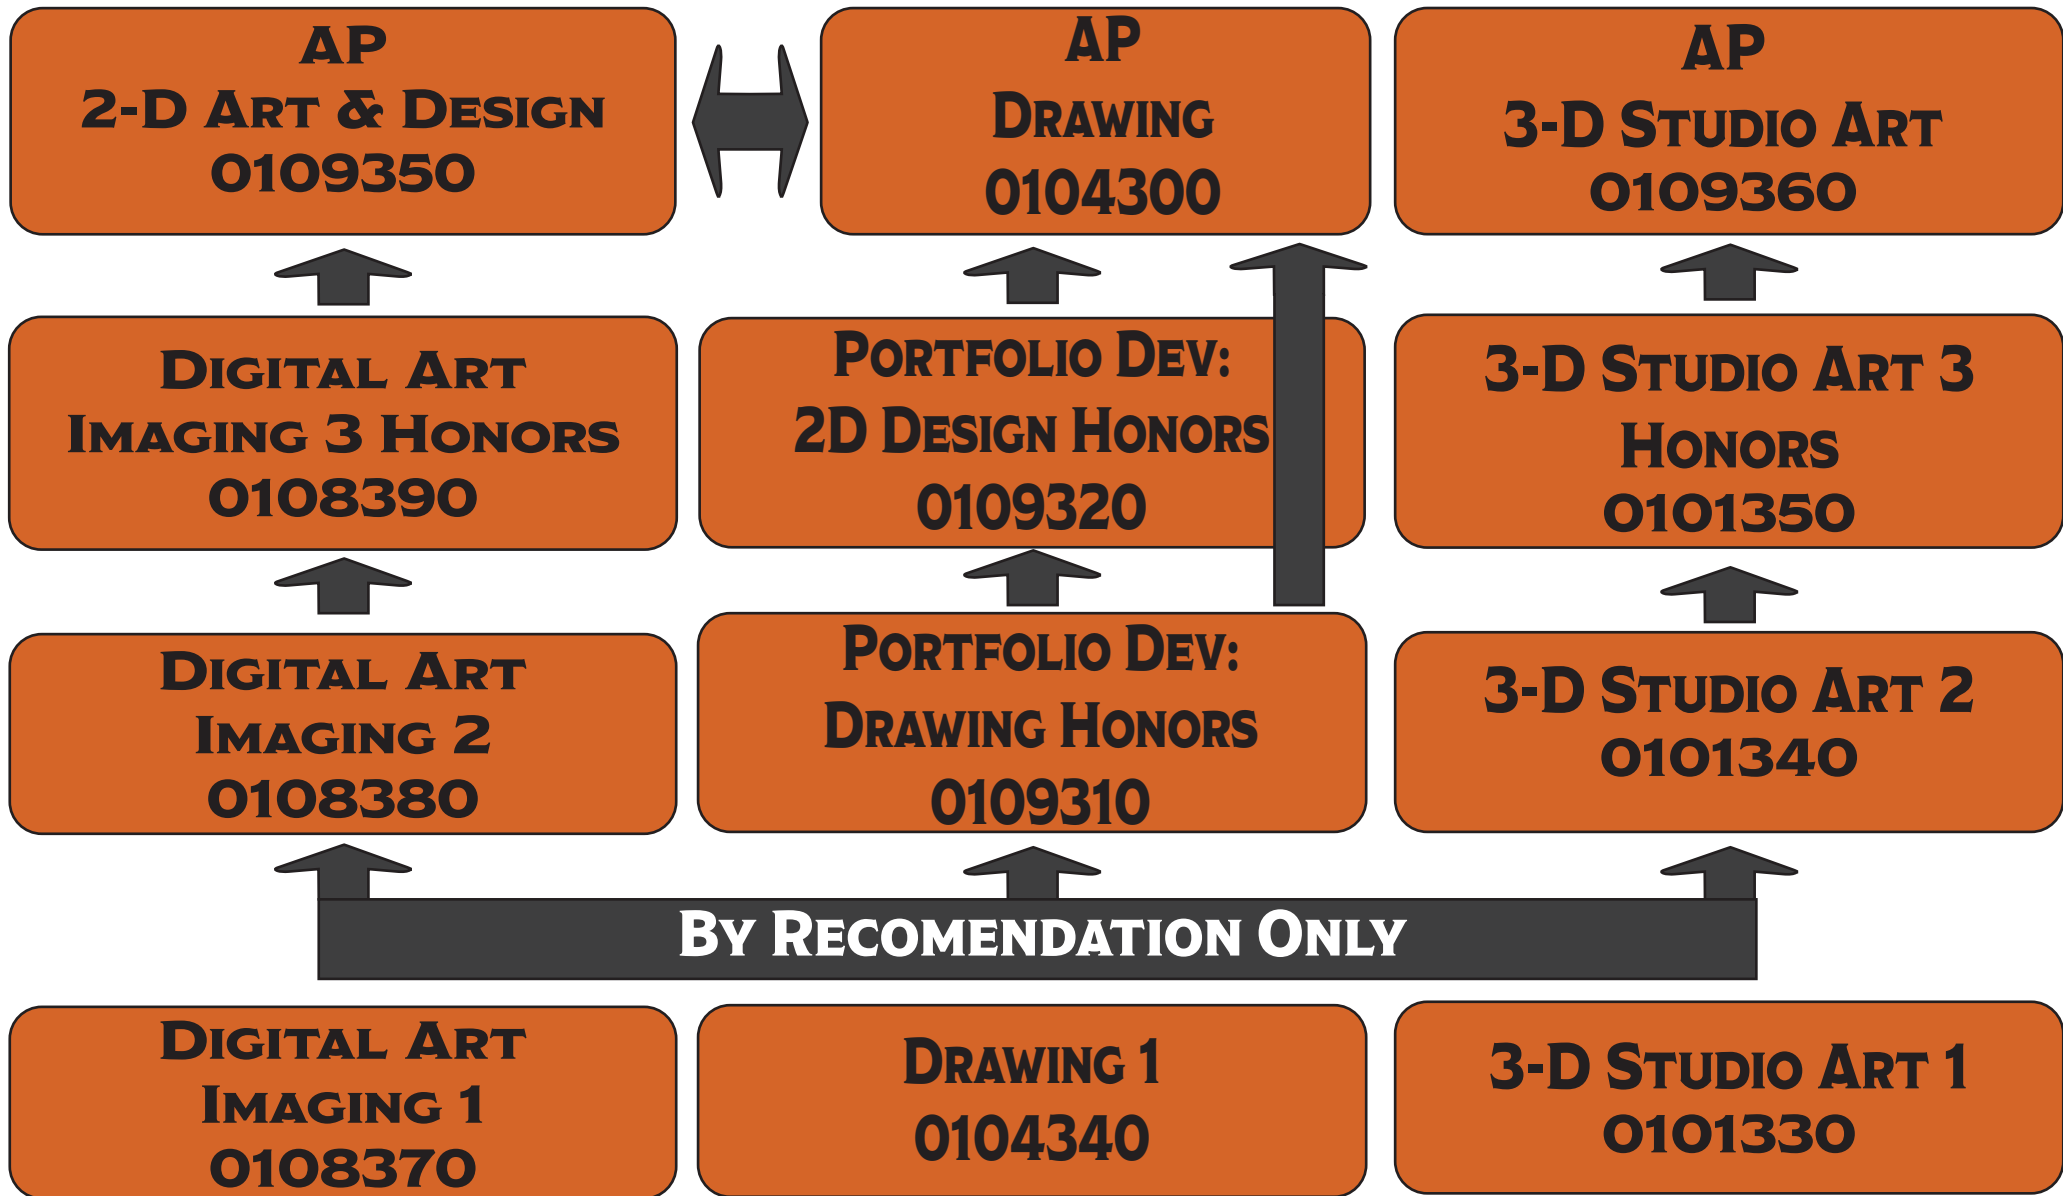 AP
2-D Art & Design
0109350
AP
Drawing
0104300
AP
3-D Studio Art
0109360
Digital Art
Imaging 3 Honors
0108390
Portfolio Dev:
2D Design Honors
0109320
3-D Studio Art 3
Honors
0101350
Digital Art
Imaging 2
0108380
Portfolio Dev:
Drawing Honors
0109310
3-D Studio Art 2
0101340
By Recomendation Only
Digital Art
Imaging 1
0108370
Drawing 1
0104340
3-D Studio Art 1
0101330